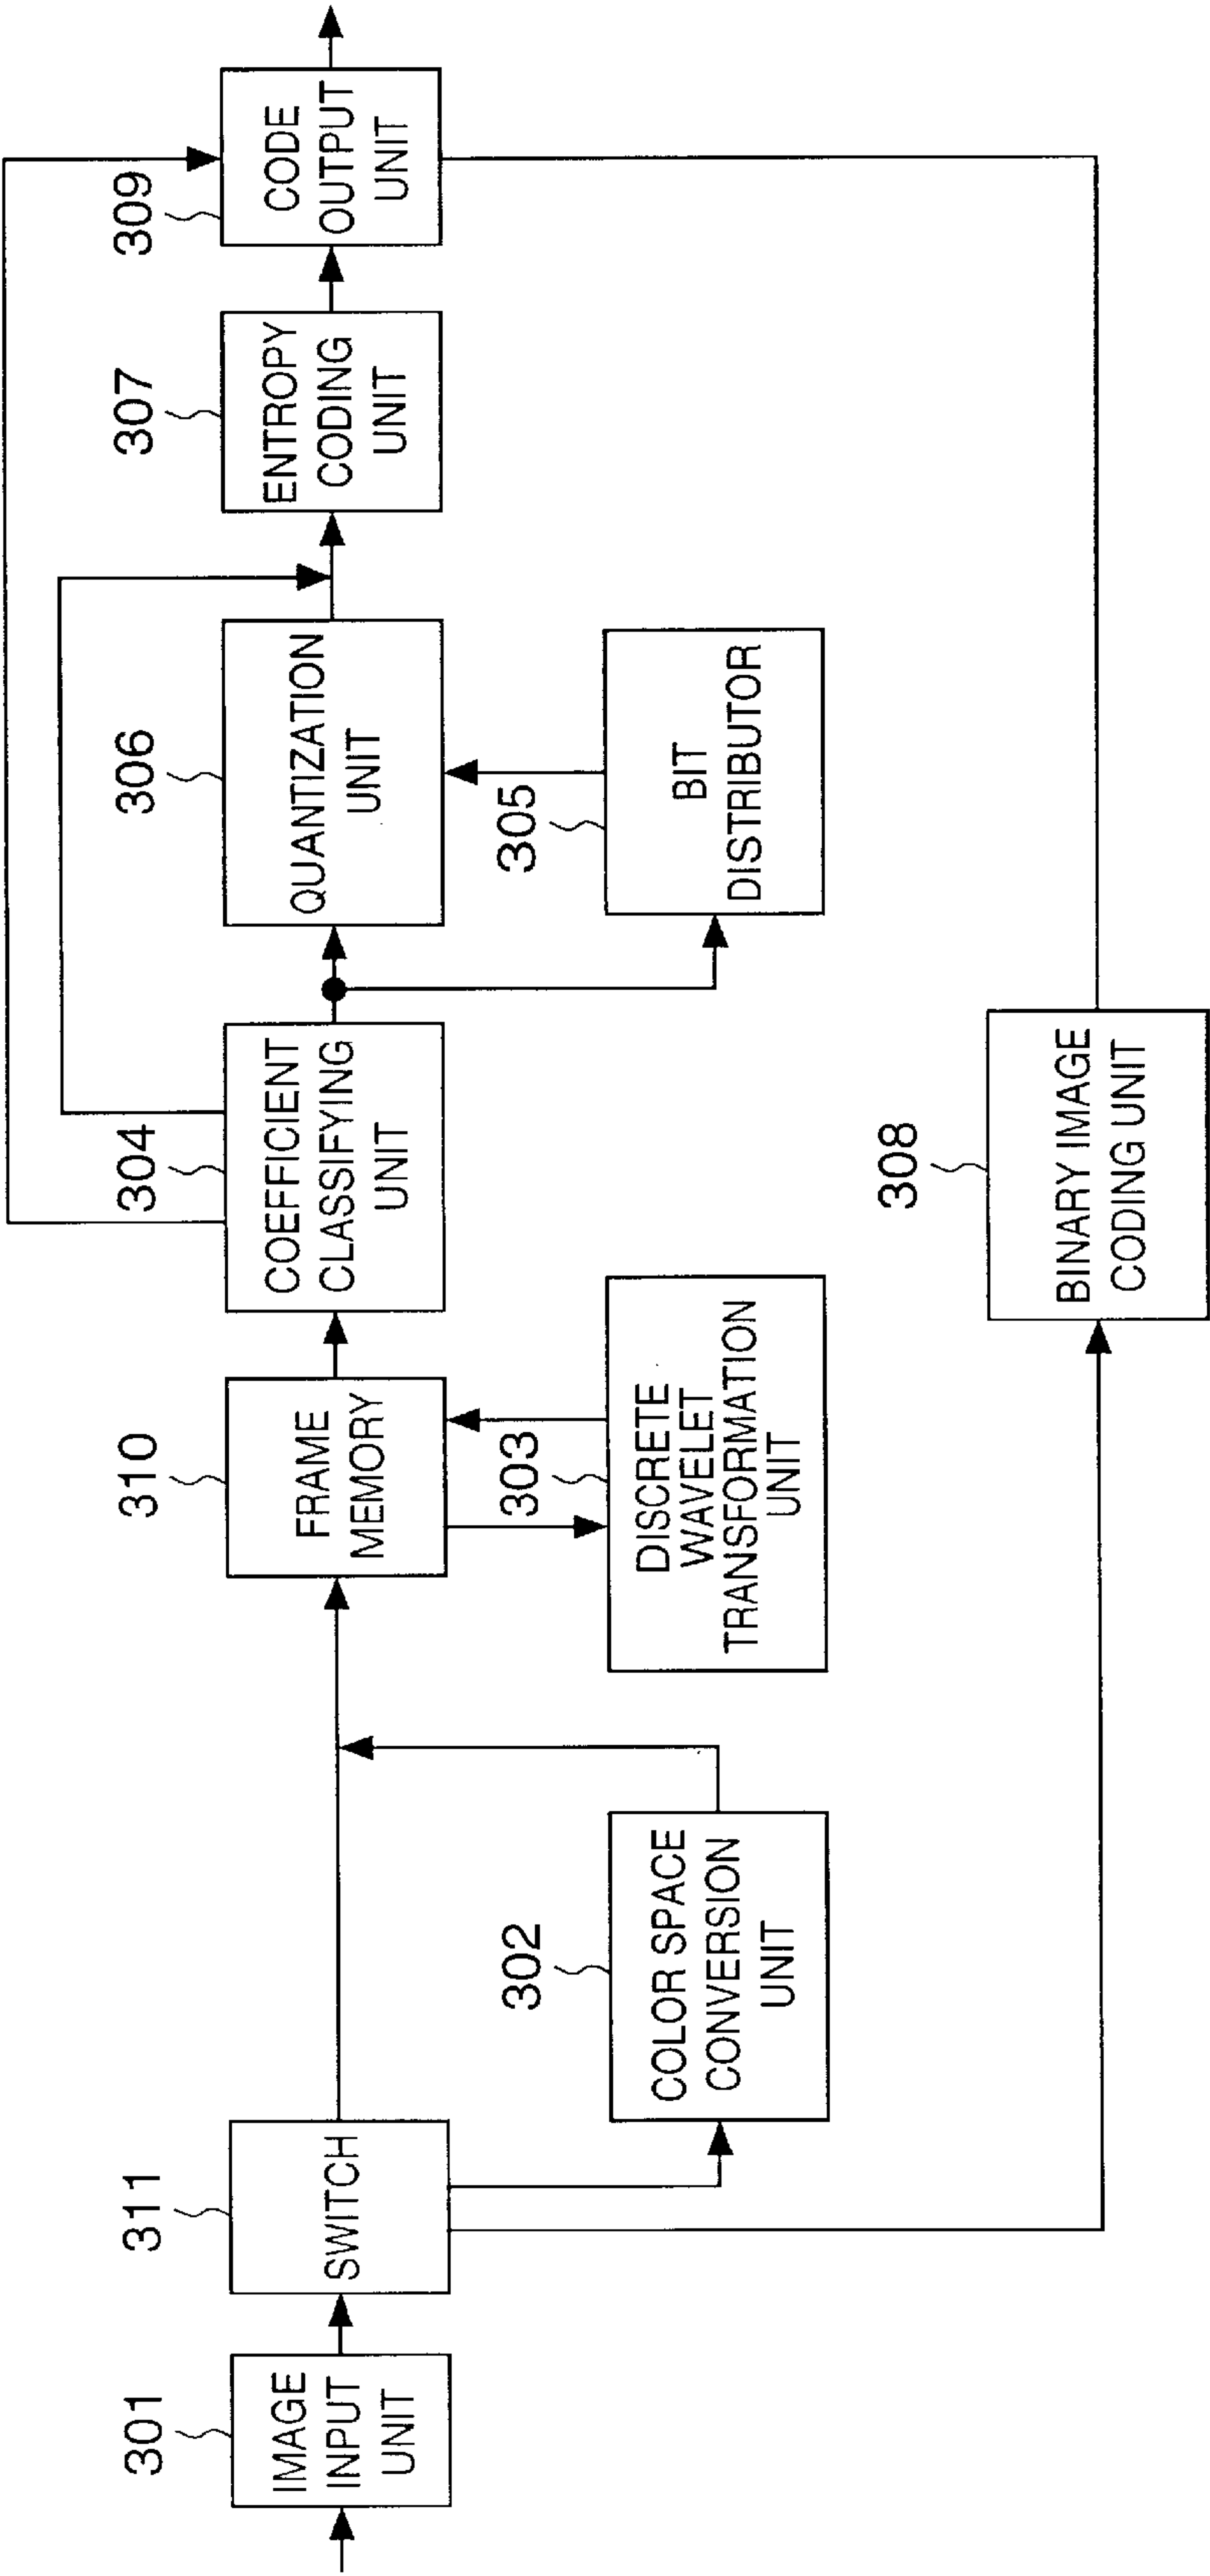 301
IMAGE
INPUT
UNIT
311
SWITCH
302
COLOR SPACE
CONVERSION
UNIT
310
FRAME
MEMORY
303
DISCRETE
WAVELET
TRANSFORMATION
UNIT
304
COEFFICIENT
CLASSIFYING
UNIT
306
QUANTIZATION
UNIT
305
BIT
DISTRIBUTOR
307
ENTROPY
CODING
UNIT
309
CODE
OUTPUT
UNIT
308
BINARY IMAGE
CODING UNIT